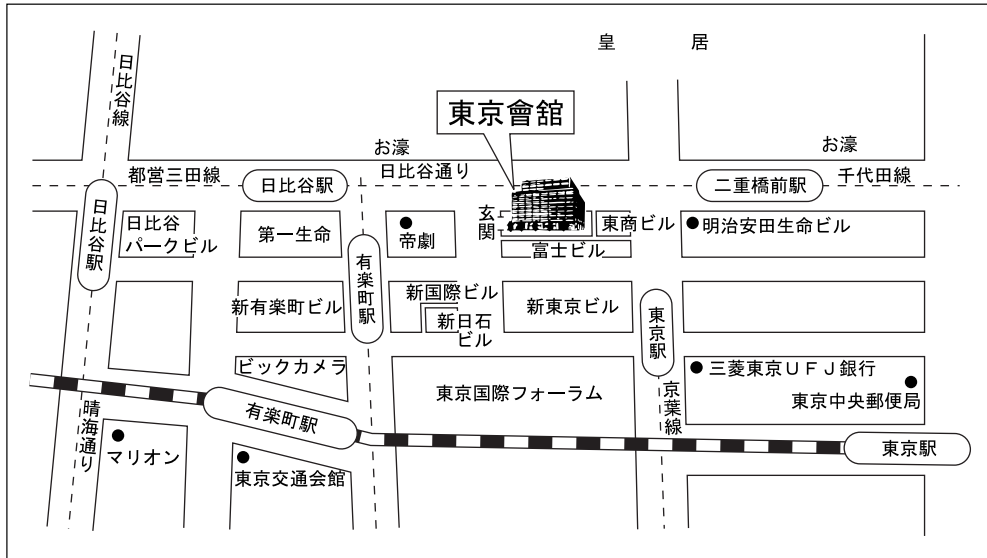 皇居
日比谷線
東京會舘
お濠
お濠
都営三田線
日比谷駅
日比谷通り
二重橋前駅
千代田線
日比谷駅
日比谷
パークビル
第一生命
有楽町駅
帝劇
玄関
東商ビル
富士ビル
明治安田生命ビル
新有楽町ビル
新国際ビル
新日石
ビル
新東京ビル
東京駅
ビックカメラ
東京国際フォーラム
京葉線
三菱東京ＵＦＪ銀行
東京中央郵便局
晴海通り
有楽町駅
マリオン
東京交通会館
東京駅